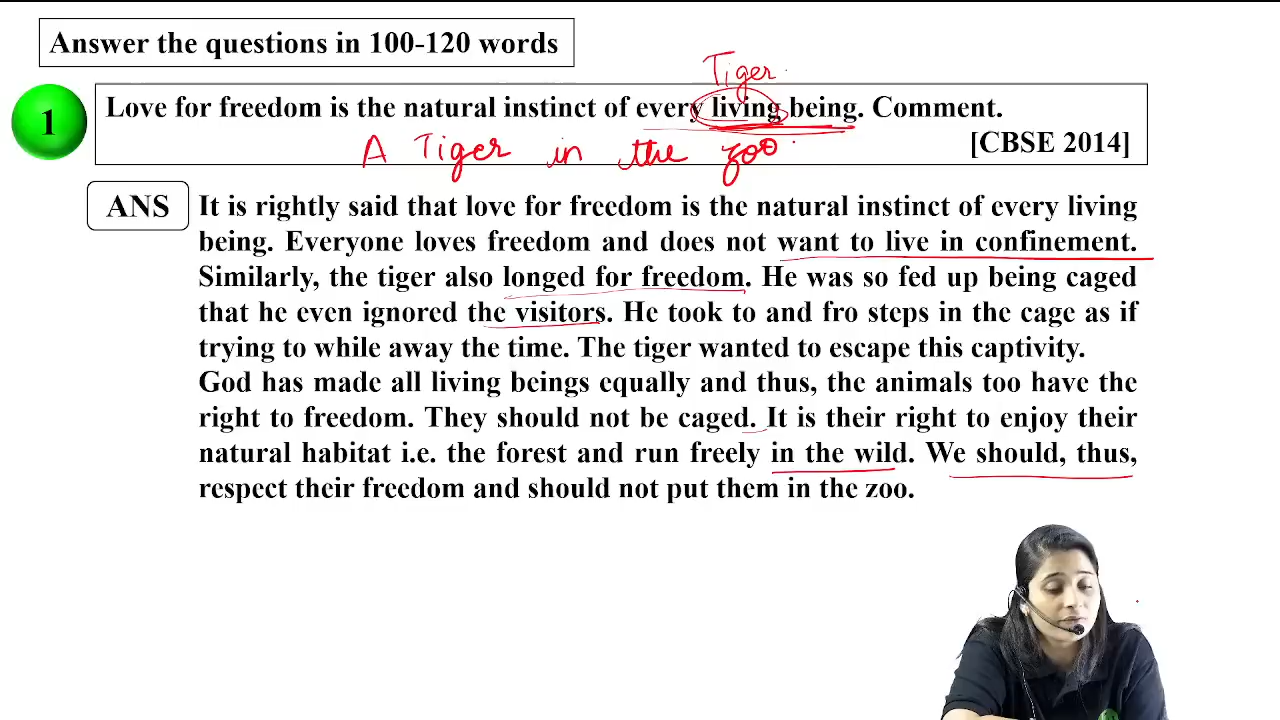 Answer the questions in 100-120 words
Tiger
1
Love for freedom is the natural instinct of every living being. Comment.
A Tiger in the zoo
[CBSE 2014]
ANS
It is rightly said that love for freedom is the natural instinct of every living
being. Everyone loves freedom and does not want to live in confinement.
Similarly, the tiger also longed for freedom. He was so fed up being caged
that he even ignored the visitors. He took to and fro steps in the cage as if
trying to while away the time. The tiger wanted to escape this captivity.
God has made all living beings equally and thus, the animals too have the
right to freedom. They should not be caged. It is their right to enjoy their
natural habitat i.e. the forest and run freely in the wild. We should, thus,
respect their freedom and should not put them in the zoo.